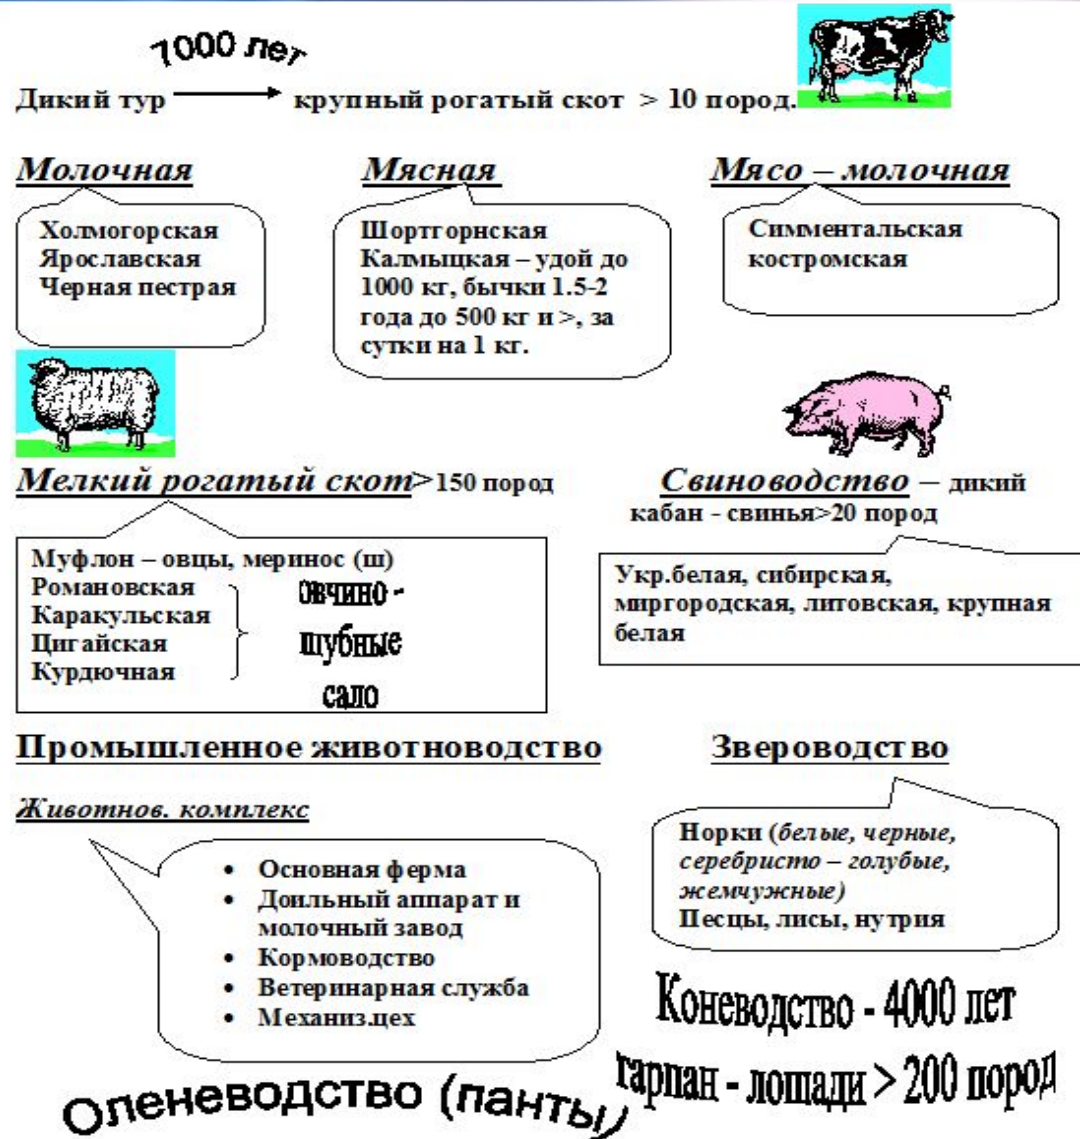 7000 лет
Дикий тур крупный рогатый скот > 10 пород.
Молочная
Холмогорская
Ярославская
Черная пестрая
Мясная
Шортгорнская
Калмыцкая – удой до
1000 кг, бычки 1.5-2
года до 500 кг и >, за
сутки на 1 кг.
Мясо – молочная
Симментальская
костромская
Мелкий рогатый скот>150 пород
Муфлон – овцы, меринос (ш)
Романовская
Каракульская
Цигайская
Курдючная
овчино -
шубные
сало
Свиноводство – дикий
кабан - свинья>20 пород
Укр.белая, сибирская,
миргородская, литовская, крупная
белая
Промышленное животноводство
Животнов. комплекс
• Основная ферма
• Доильный аппарат и
молочный завод
• Кормоводство
• Ветеринарная служба
• Механиз.цех
Звероводство
Норки (белые, черные,
серебристо – голубые,
жемчужные)
Песцы, лисы, нутрия
Коневодство - 4000 лет
тарпан - лошади > 200 пород
Оленеводство (панты)